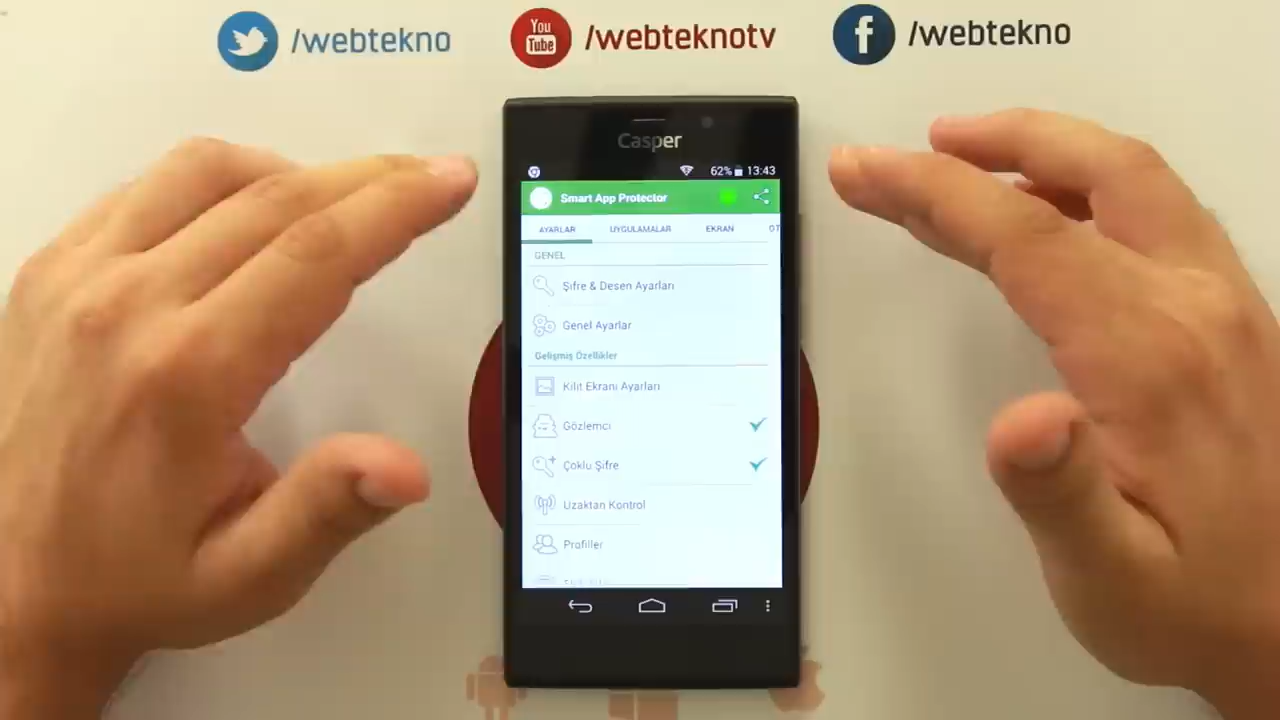 /webtekno
You
Tube
/webteknotv
/webtekno
Casper
62% 13:43
Smart App Protector
AYARLAR UYGULAMALAR EKRAN OT
GENEL
Şifre & Desen Ayarları
Genel Ayarlar
Gelişmiş Özellikler
Kilit Ekranı Ayarları
Gözlemci
Çoklu Şifre
Uzaktan Kontrol
Profiller